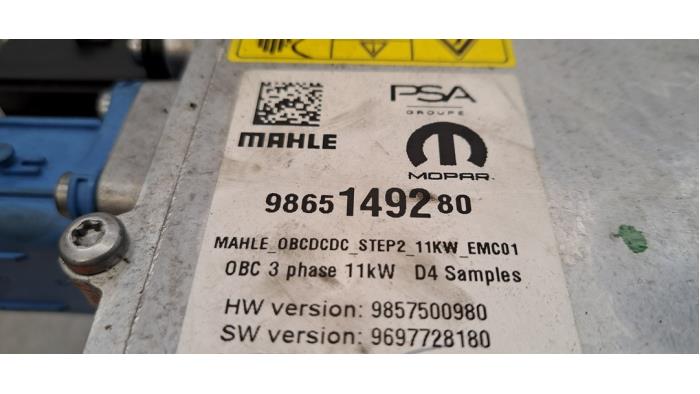 PSA
GROUPE
MAHLE
MOPAR
9865149280
MAHLE_OBCDCDC_STEP2_11KW_EMC01
OBC 3 phase 11kW D4 Samples
HW version: 9857500980
SW version: 9697728180